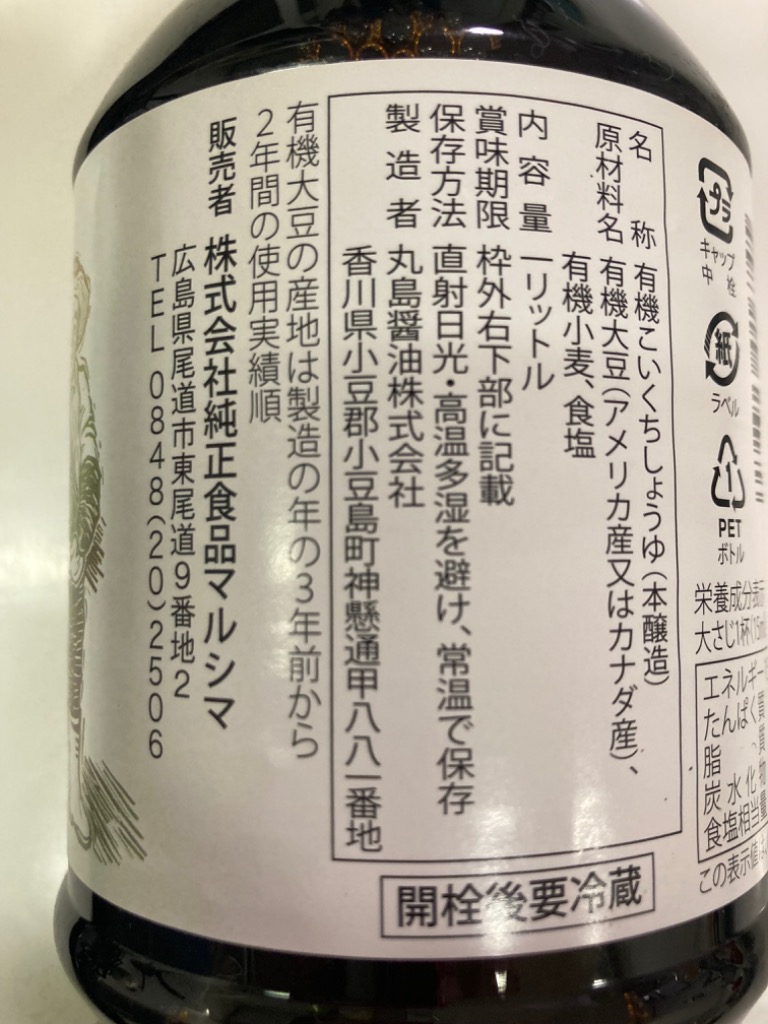 プラ
キャップ
中栓
紙
ラベル
1
PET
ボトル
栄養成分表示
大さじ1杯(15mL
エネルギー
たんぱく質
脂質
炭水化物
食塩相当量
この表示値は
名称 有機こいくちしょうゆ(本醸造)
原材料名 有機大豆(アメリカ産又はカナダ産)、
有機小麦、食塩
内容量 一リットル
賞味期限 枠外右下部に記載
保存方法 直射日光・高温多湿を避け、常温で保存
製造者 丸島醤油株式会社
香川県小豆郡小豆島町神懸通甲八八一番地
有機大豆の産地は製造の年の3年前から
2年間の使用実績順
販売者 株式会社純正食品マルシマ
広島県尾道市東尾道9番地2
TEL 0848(20)2506
開栓後要冷蔵